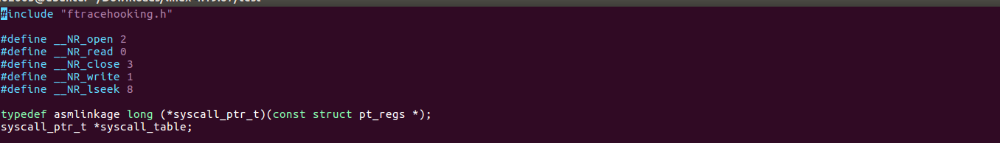 #include "ftracehooking.h"
#define __NR_open 2
#define __NR_read 0
#define __NR_close 3
#define __NR_write 1
#define __NR_lseek 8
typedef asmlinkage long (*syscall_ptr_t)(const struct pt_regs *);
syscall_ptr_t *syscall_table;